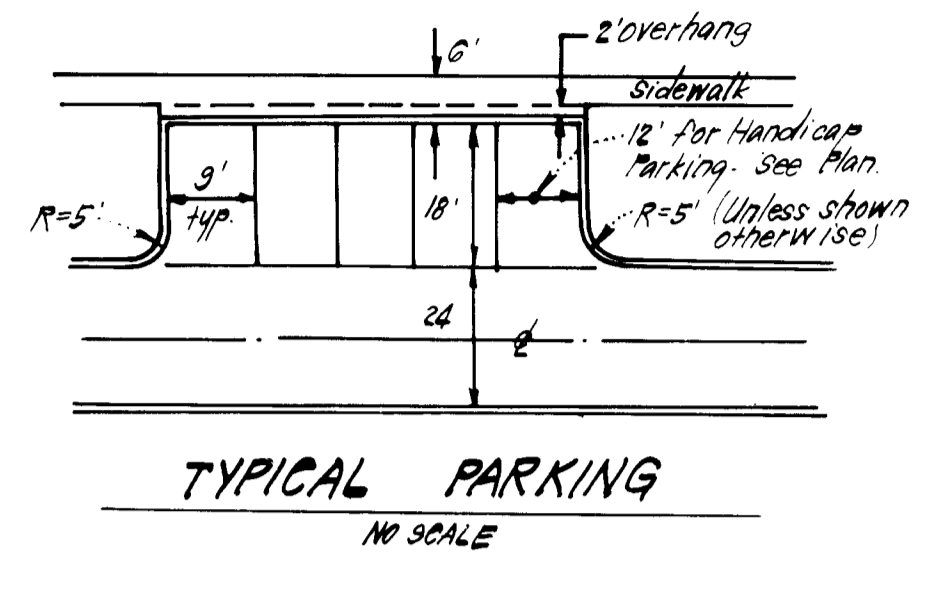 6'
2' overhang
sidewalk
12' for Handicap
Parking. See Plan.
9'
typ.
18'
R=5'
R=5' (Unless shown
otherwise)
24
℄
TYPICAL PARKING
NO SCALE